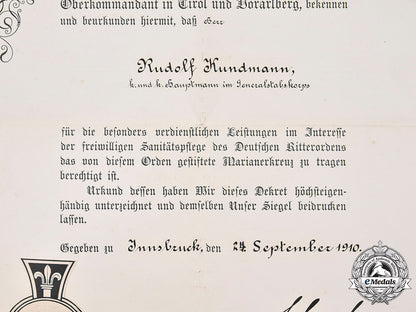 Oberkommandant in Tirol und Vorarlberg, bekennen
und beurkunden hiermit, daß Herr
Rudolf Kundmann,
k. und k. Hauptmann im Generalstabskorps
für die besonders verdienstlichen Leistungen im Interesse
der freiwilligen Sanitätspflege des Deutschen Ritterordens
das von diesem Orden gestiftete Marianerkreuz zu tragen
berechtigt ist.
Urkund dessen haben Wir dieses Dekret höchsteigen-
händig unterzeichnet und demselben Unser Siegel beidrucken
lassen.
Gegeben zu Innsbruck, den 24. September 1910.
eMedals